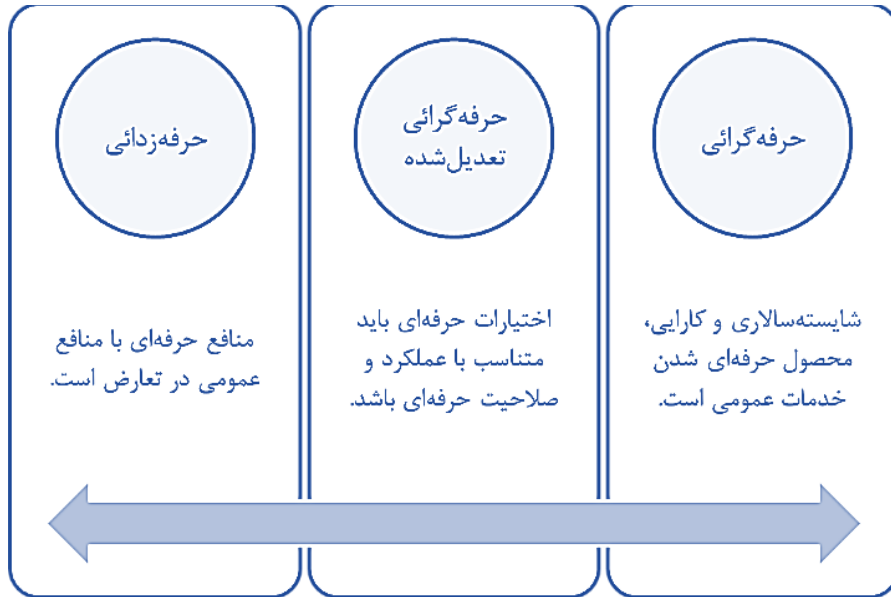 حرفه‌گرائی
شایسته‌سالاری و کارایی،
محصول حرفه‌ای شدن
خدمات عمومی است.
حرفه‌گرائی
تعدیل‌شده
اختیارات حرفه‌ای باید
متناسب با عملکرد و
صلاحیت حرفه‌ای باشد.
حرفه‌زدائی
منافع حرفه‌ای با منافع
عمومی در تعارض است.